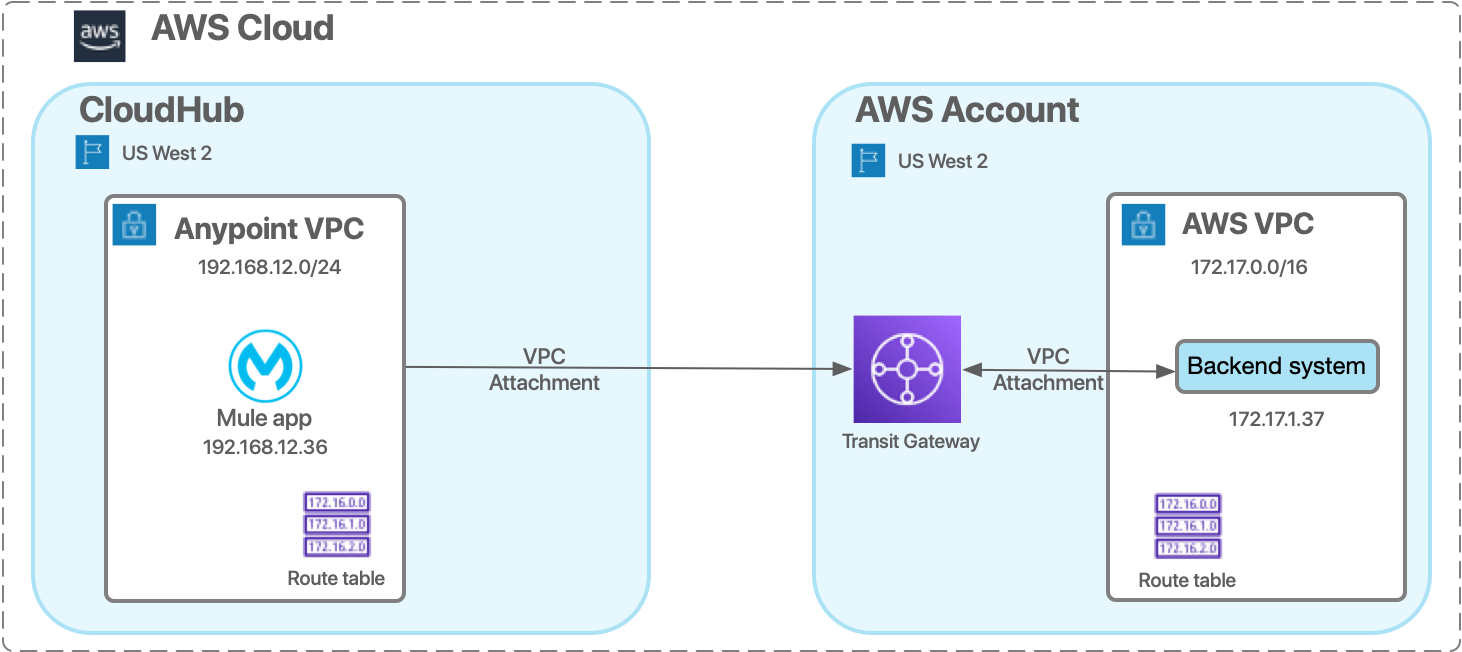 aws
AWS Cloud
CloudHub
US West 2
Anypoint VPC
192.168.12.0/24
Mule app
192.168.12.36
172.16.0.0
172.16.1.0
172.16.2.0
Route table
VPC
Attachment
AWS Account
US West 2
Transit Gateway
VPC
Attachment
AWS VPC
172.17.0.0/16
Backend system
172.17.1.37
172.16.0.0
172.16.1.0
172.16.2.0
Route table